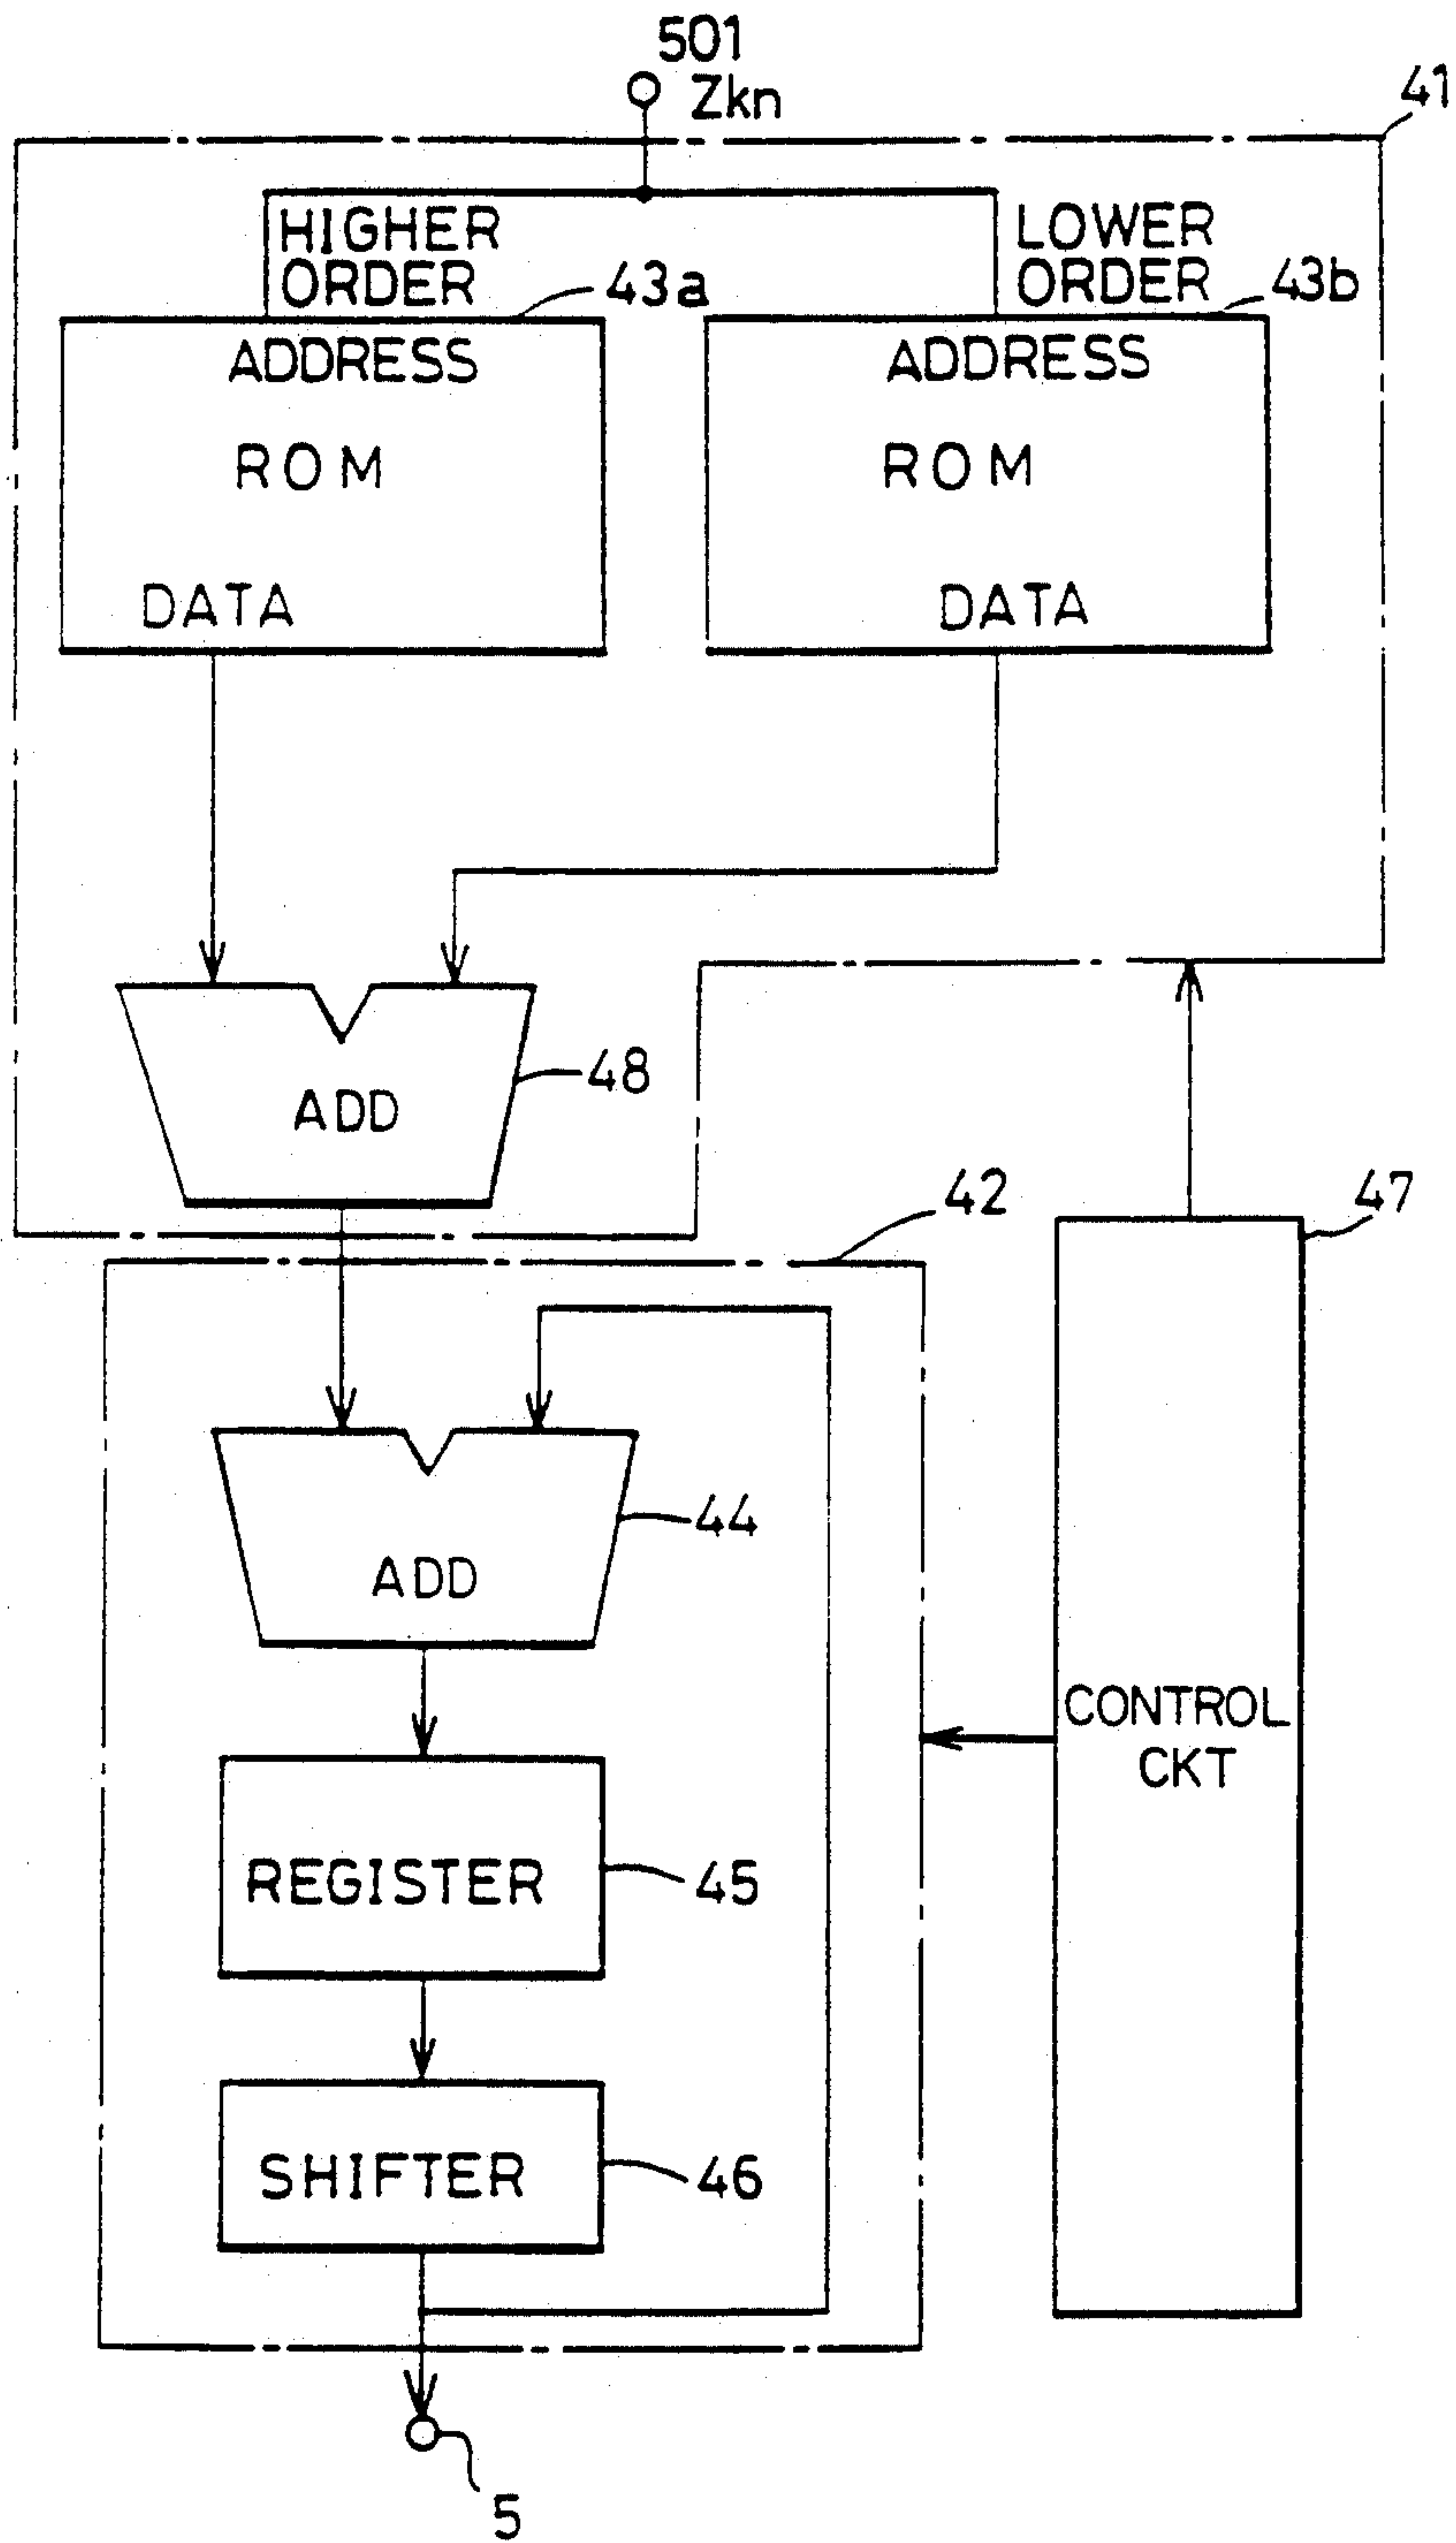 501
Zkn
41
HIGHER
ORDER
LOWER
ORDER
43a
43b
ADDRESS
ROM
DATA
ADDRESS
ROM
DATA
ADD
48
42
47
ADD
44
CONTROL
CKT
REGISTER
45
SHIFTER
46
5